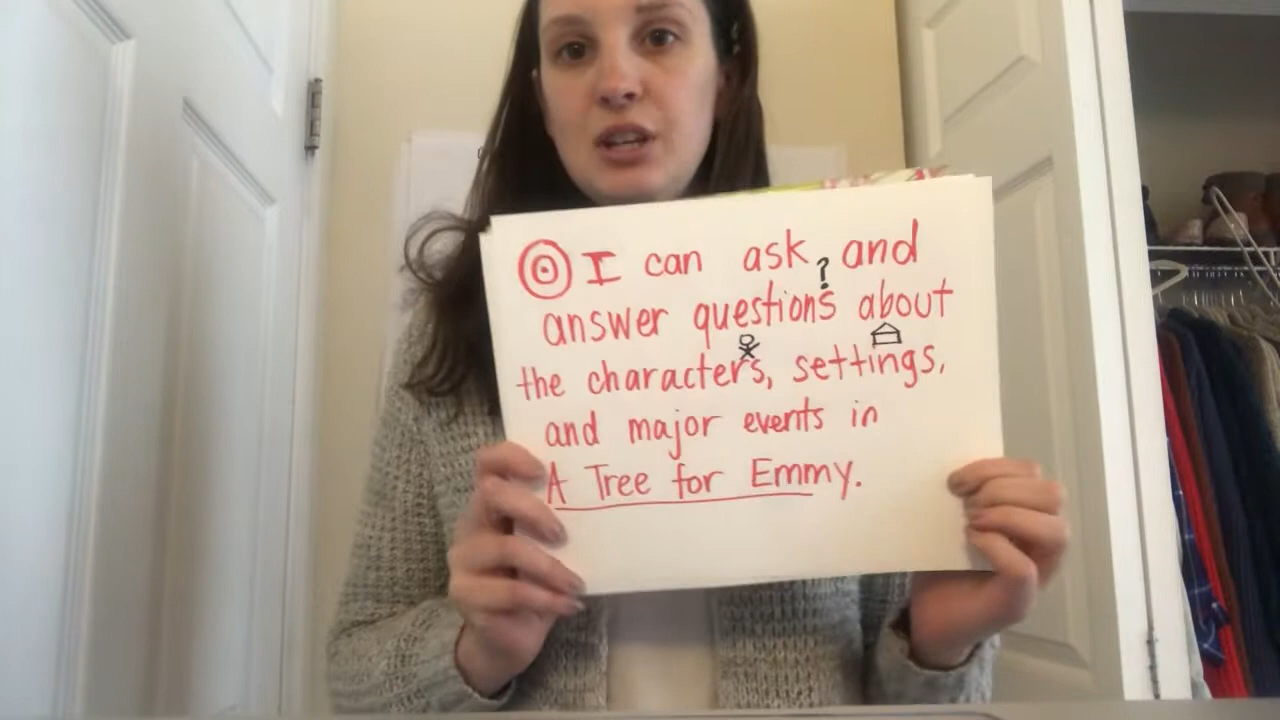 I can ask ? and
answer questions about
the characters, settings,
and major events in
A Tree for Emmy.